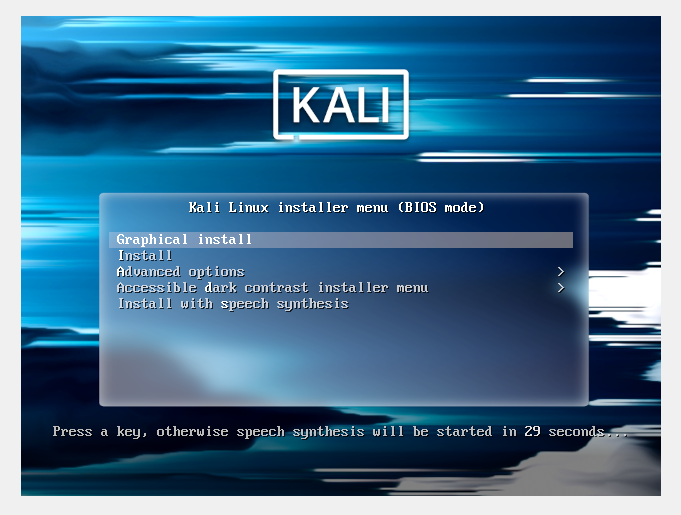 KALI
Kali Linux installer menu (BIOS mode)
Graphical install
Install
Advanced options >
Accessible dark contrast installer menu >
Install with speech synthesis
Press a key, otherwise speech synthesis will be started in 29 seconds...